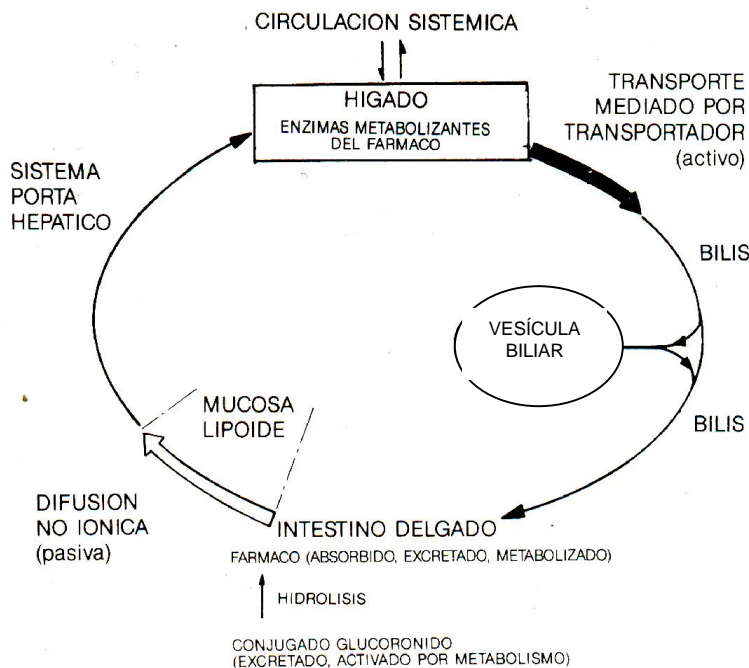 CIRCULACION SISTEMICA
HIGADO
ENZIMAS METABOLIZANTES
DEL FARMACO
TRANSPORTE
MEDIADO POR
TRANSPORTADOR
(activo)
SISTEMA
PORTA
HEPATICO
BILIS
VESÍCULA
BILIAR
MUCOSA
LIPOIDE
BILIS
DIFUSION
NO IONICA
(pasiva)
INTESTINO DELGADO
FARMACO (ABSORBIDO, EXCRETADO, METABOLIZADO)
HIDROLISIS
CONJUGADO GLUCORONIDO
(EXCRETADO, ACTIVADO POR METABOLISMO)